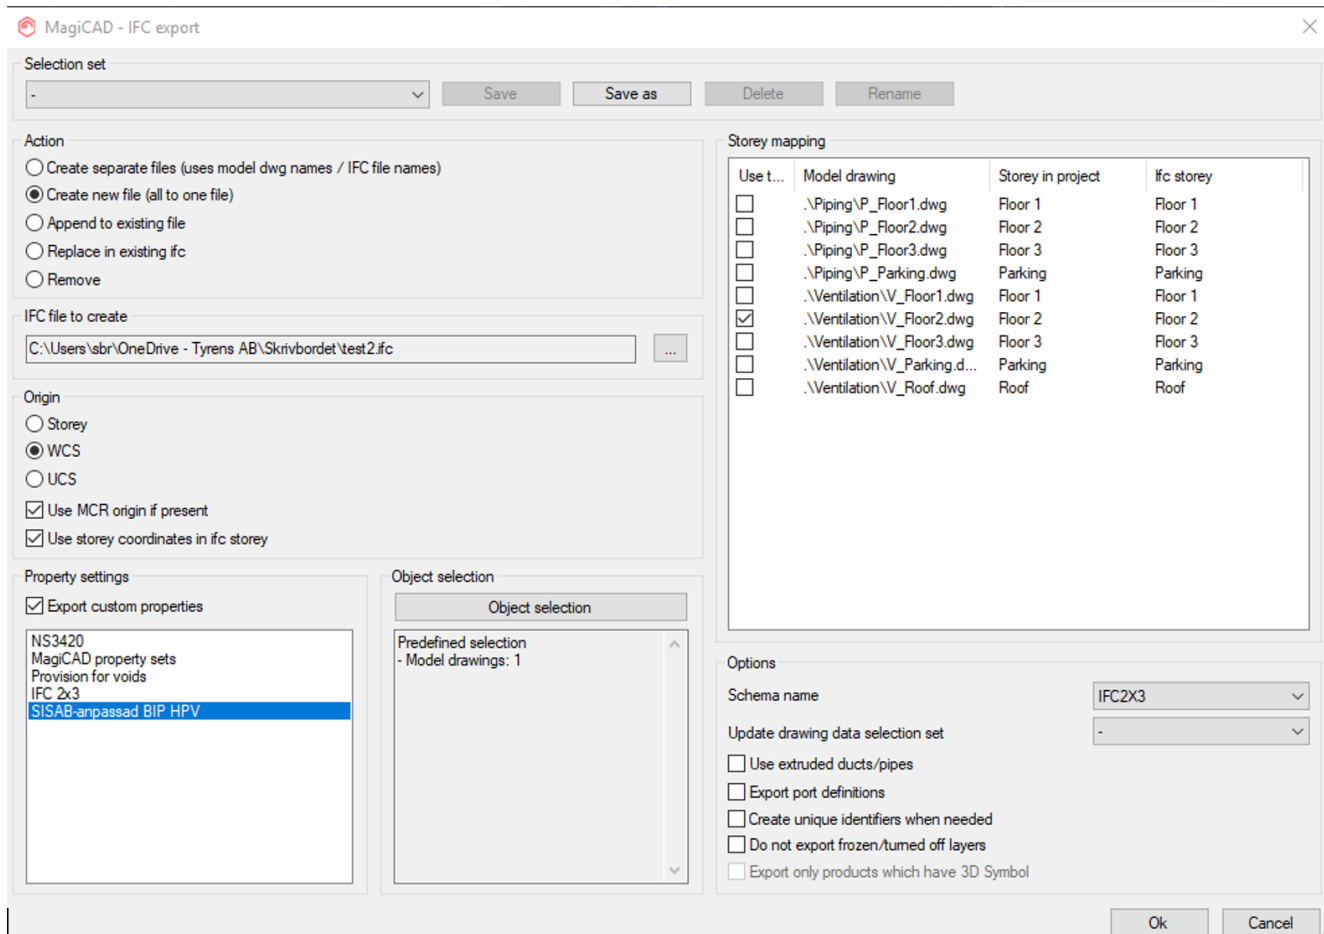 MagiCAD - IFC export
Selection set
-
Save
Save as
Delete
Rename
Action
Create separate files (uses model dwg names / IFC file names)
Create new file (all to one file)
Append to existing file
Replace in existing ifc
Remove
IFC file to create
C:\Users\sbr\OneDrive - Tyrens AB\Skrivbordet\test2.ifc
...
Origin
Storey
WCS
UCS
Use MCR origin if present
Use storey coordinates in ifc storey
Property settings
Export custom properties
NS3420
MagiCAD property sets
Provision for voids
IFC 2x3
SISAB-anpassad BIP HPV
Object selection
Object selection
Predefined selection
- Model drawings: 1
Storey mapping
Use t... Model drawing Storey in project Ifc storey
.\Piping\P_Floor1.dwg Floor 1 Floor 1
.\Piping\P_Floor2.dwg Floor 2 Floor 2
.\Piping\P_Floor3.dwg Floor 3 Floor 3
.\Piping\P_Parking.dwg Parking Parking
.\Ventilation\V_Floor1.dwg Floor 1 Floor 1
.\Ventilation\V_Floor2.dwg Floor 2 Floor 2
.\Ventilation\V_Floor3.dwg Floor 3 Floor 3
.\Ventilation\V_Parking.d... Parking Parking
.\Ventilation\V_Roof.dwg Roof Roof
Options
Schema name IFC2X3
Update drawing data selection set -
Use extruded ducts/pipes
Export port definitions
Create unique identifiers when needed
Do not export frozen/turned off layers
Export only products which have 3D Symbol
Ok
Cancel